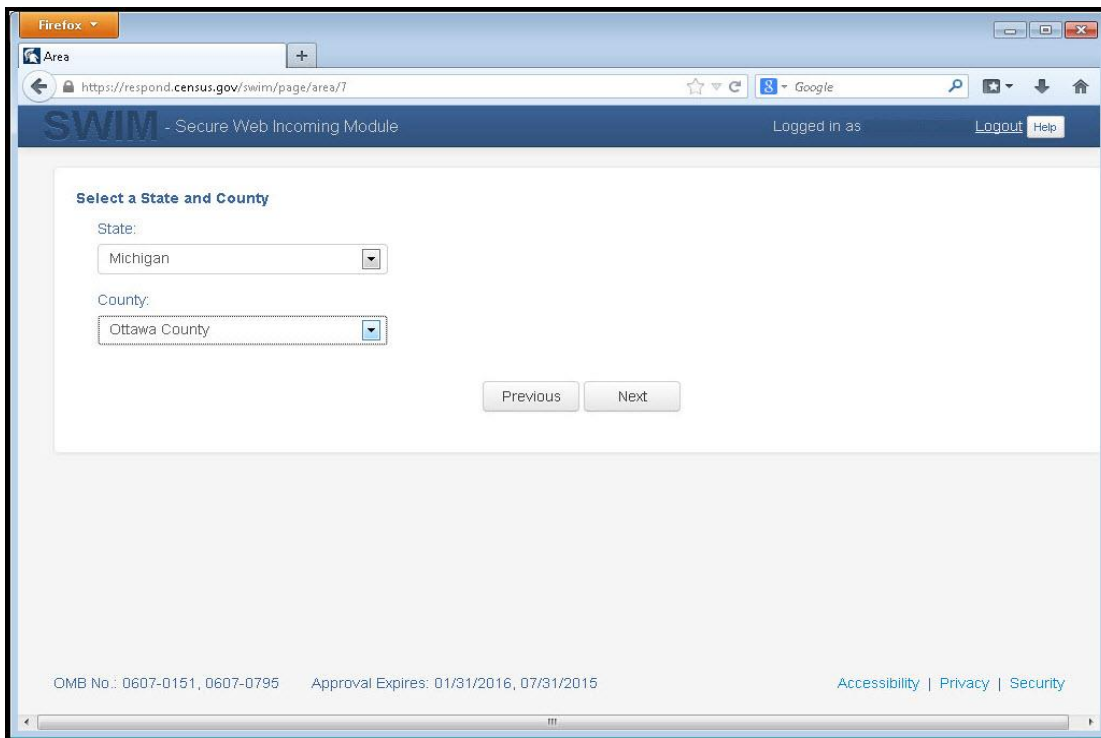 Firefox
Area
+
https://respond.census.gov/swim/page/area/7
8 Google
SWIM - Secure Web Incoming Module Logged in as Logout Help
Select a State and County
State:
Michigan
County:
Ottawa County
Previous Next
OMB No.: 0607-0151, 0607-0795 Approval Expires: 01/31/2016, 07/31/2015 Accessibility | Privacy | Security